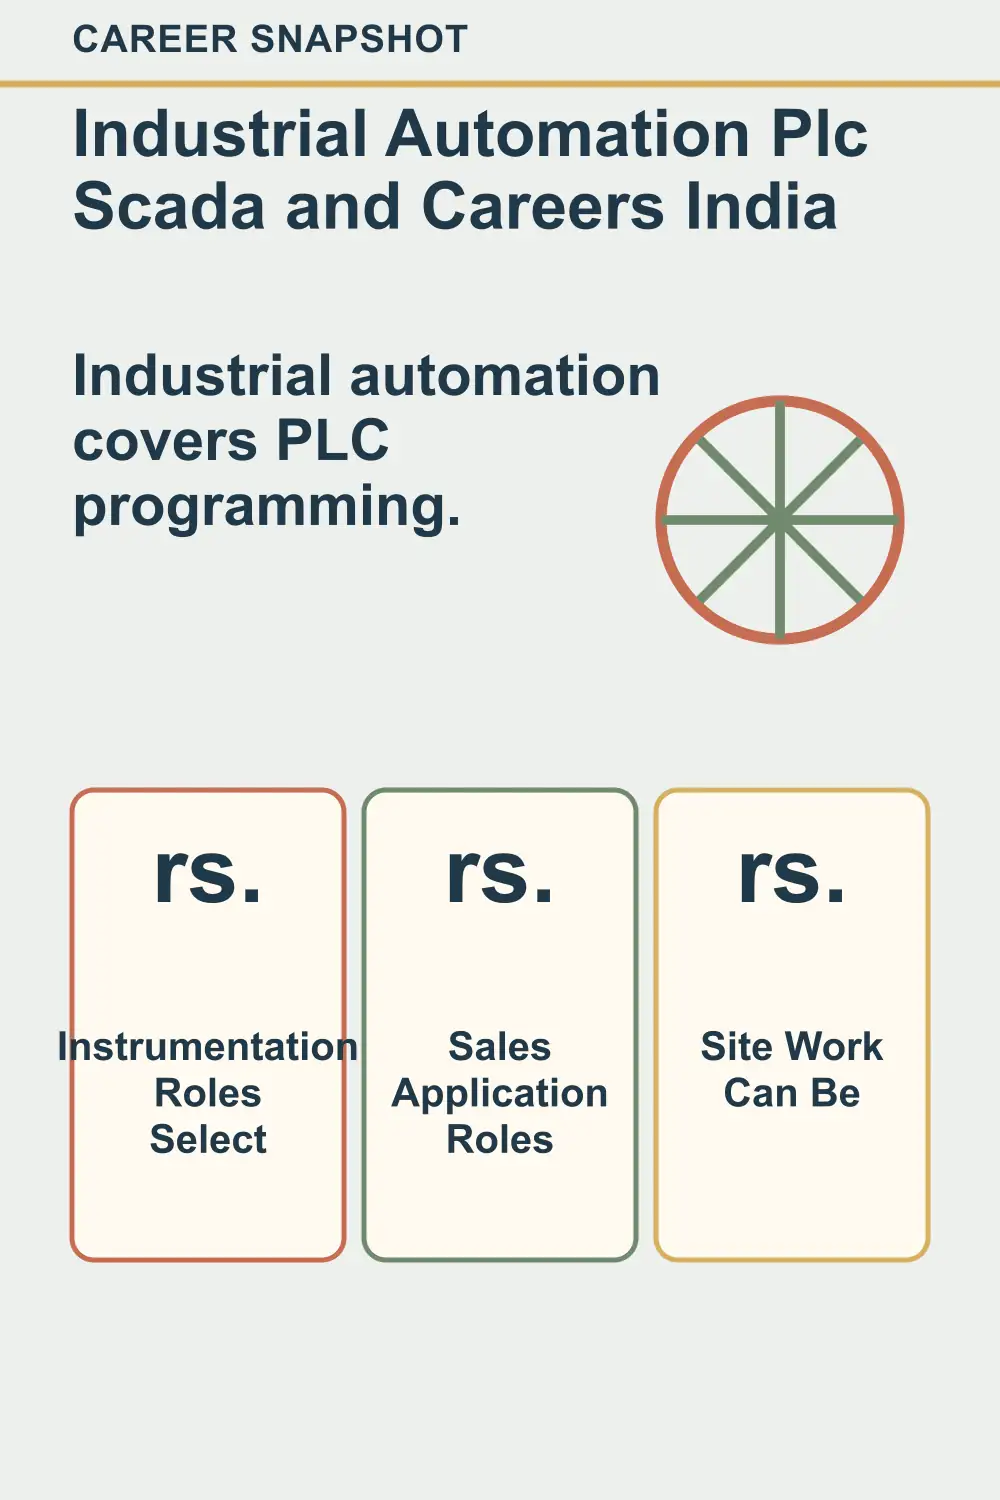 CAREER SNAPSHOT
Industrial Automation Plc
Scada and Careers India
Industrial automation
covers PLC
programming.
rs.
Instrumentation
Roles
Select
rs.
Sales
Application
Roles
rs.
Site Work
Can Be